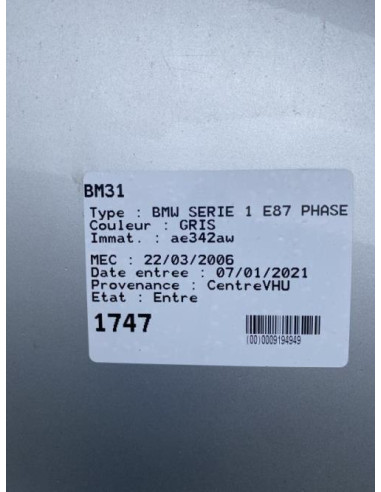 BM31
Type : BMW SERIE 1 E87 PHASE
Couleur : GRIS
Immat. : ae342aw
MEC : 22/03/2006
Date entree : 07/01/2021
Provenance : CentreVHU
Etat : Entre
1747
(00)0009194949